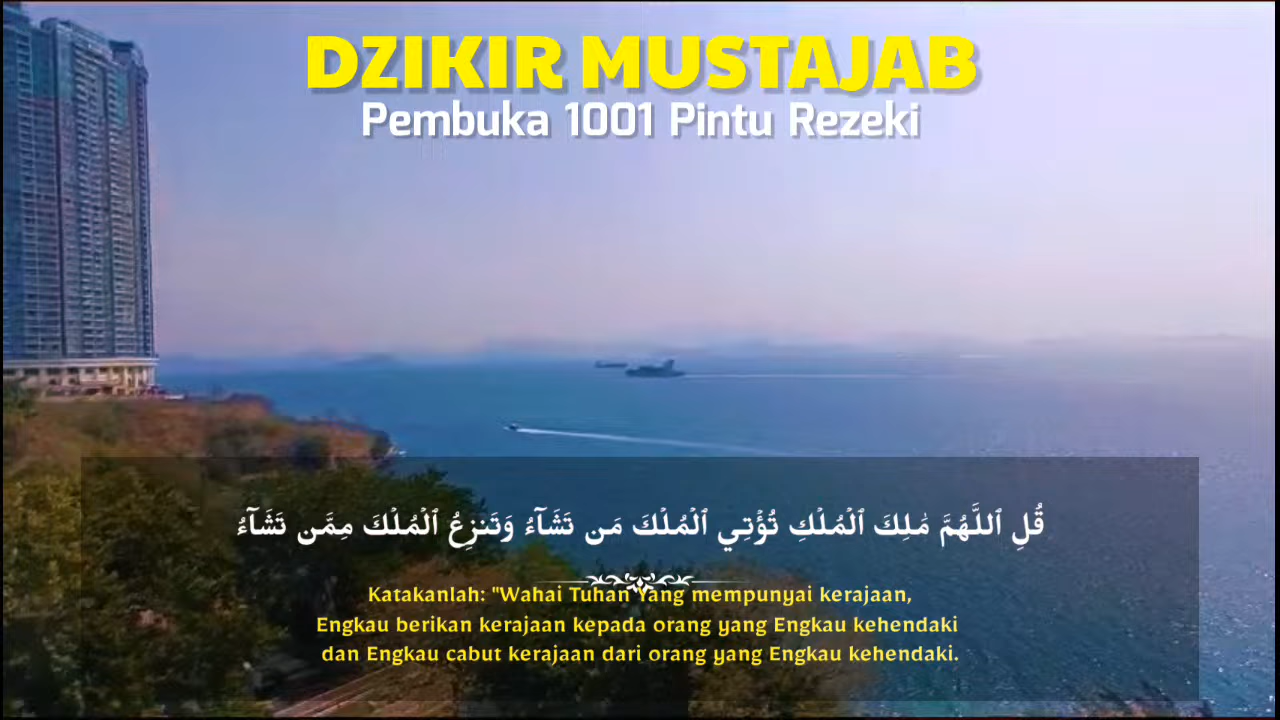 DZIKIR MUSTAJAB
Pembuka 1001 Pintu Rezeki
قُلِ ٱللَّهُمَّ مَٰلِكَ ٱلۡمُلۡكِ تُؤۡتِي ٱلۡمُلۡكَ مَن تَشَآءُ وَتَنزِعُ ٱلۡمُلۡكَ مِمَّن تَشَآءُ
Katakanlah: "Wahai Tuhan Yang mempunyai kerajaan,
Engkau berikan kerajaan kepada orang yang Engkau kehendaki
dan Engkau cabut kerajaan dari orang yang Engkau kehendaki.